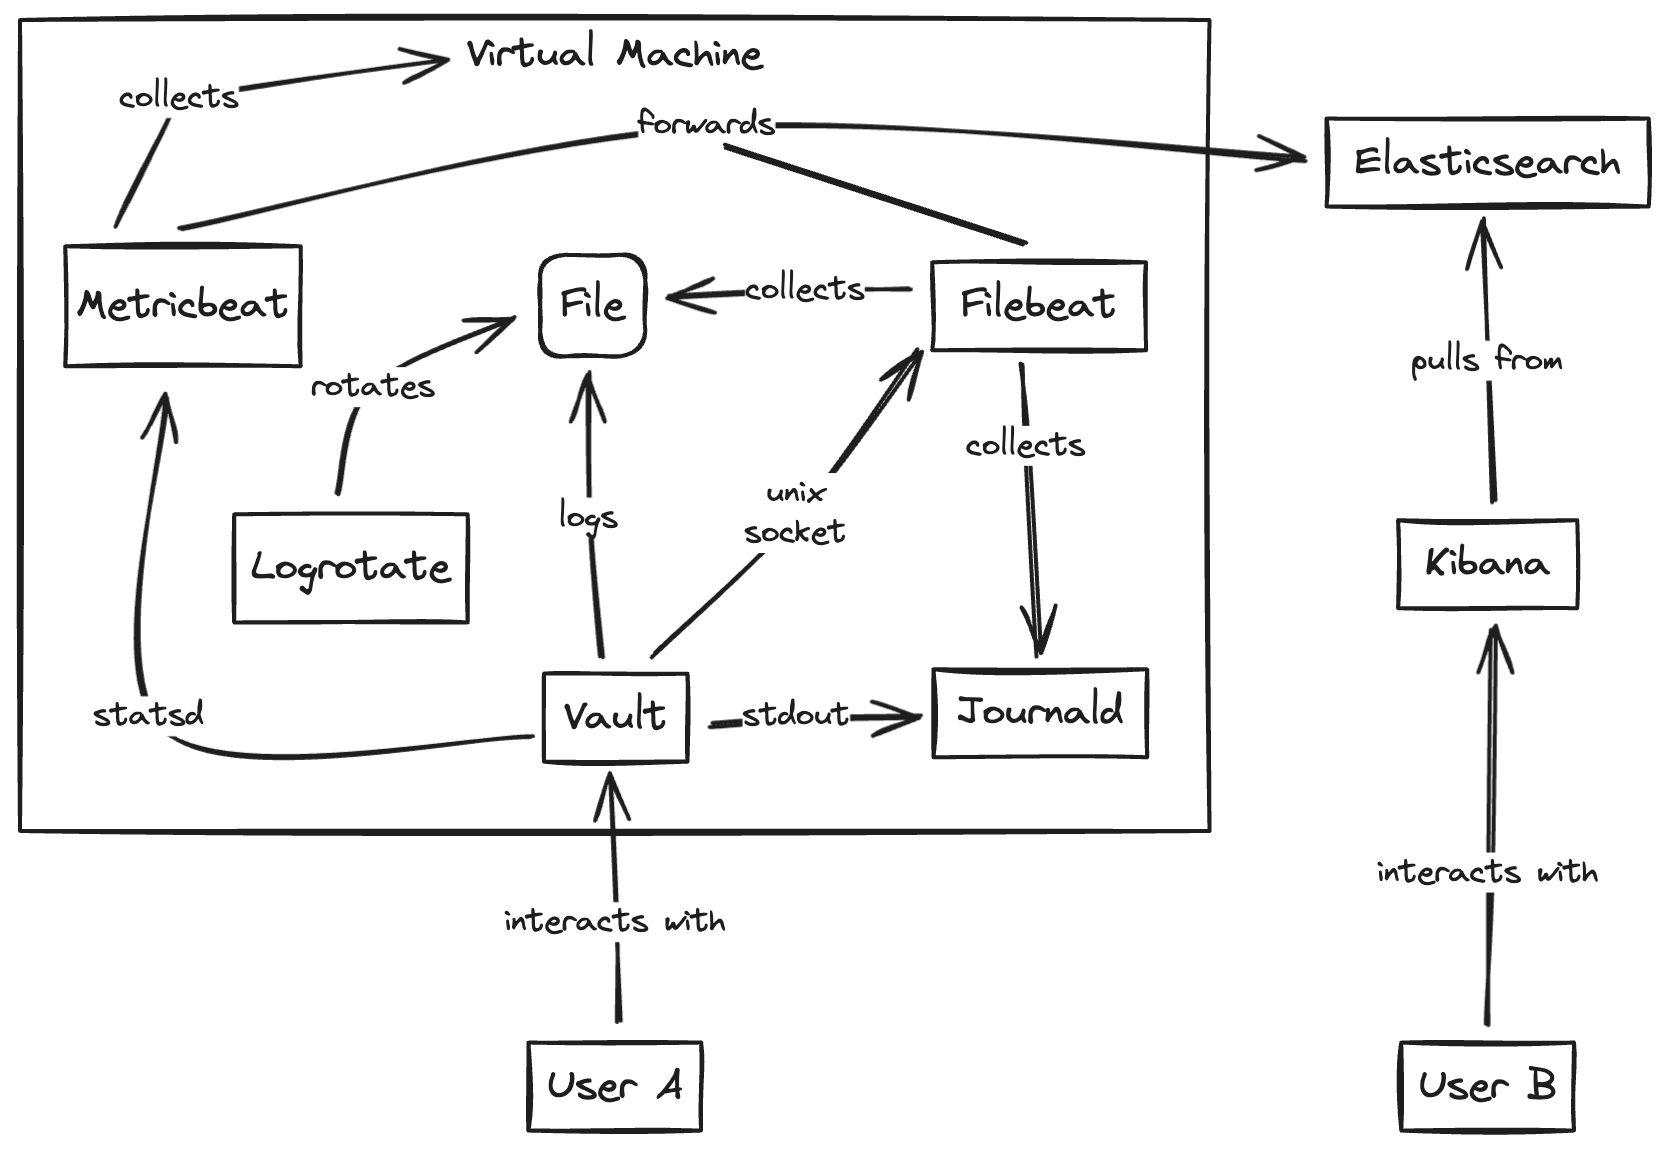 Virtual Machine
collects
forwards
Elasticsearch
Metricbeat
File
collects
Filebeat
rotates
pulls from
collects
logs
unix
socket
Logrotate
Kibana
statsd
Vault
stdout
Journald
interacts with
interacts with
User A
User B